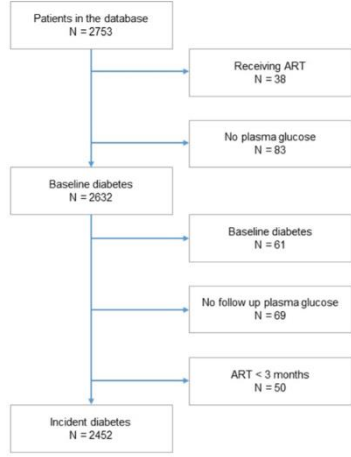 Patients in the database
N = 2753
Receiving ART
N = 38
No plasma glucose
N = 83
Baseline diabetes
N = 2632
Baseline diabetes
N = 61
No follow up plasma glucose
N = 69
ART < 3 months
N = 50
Incident diabetes
N = 2452